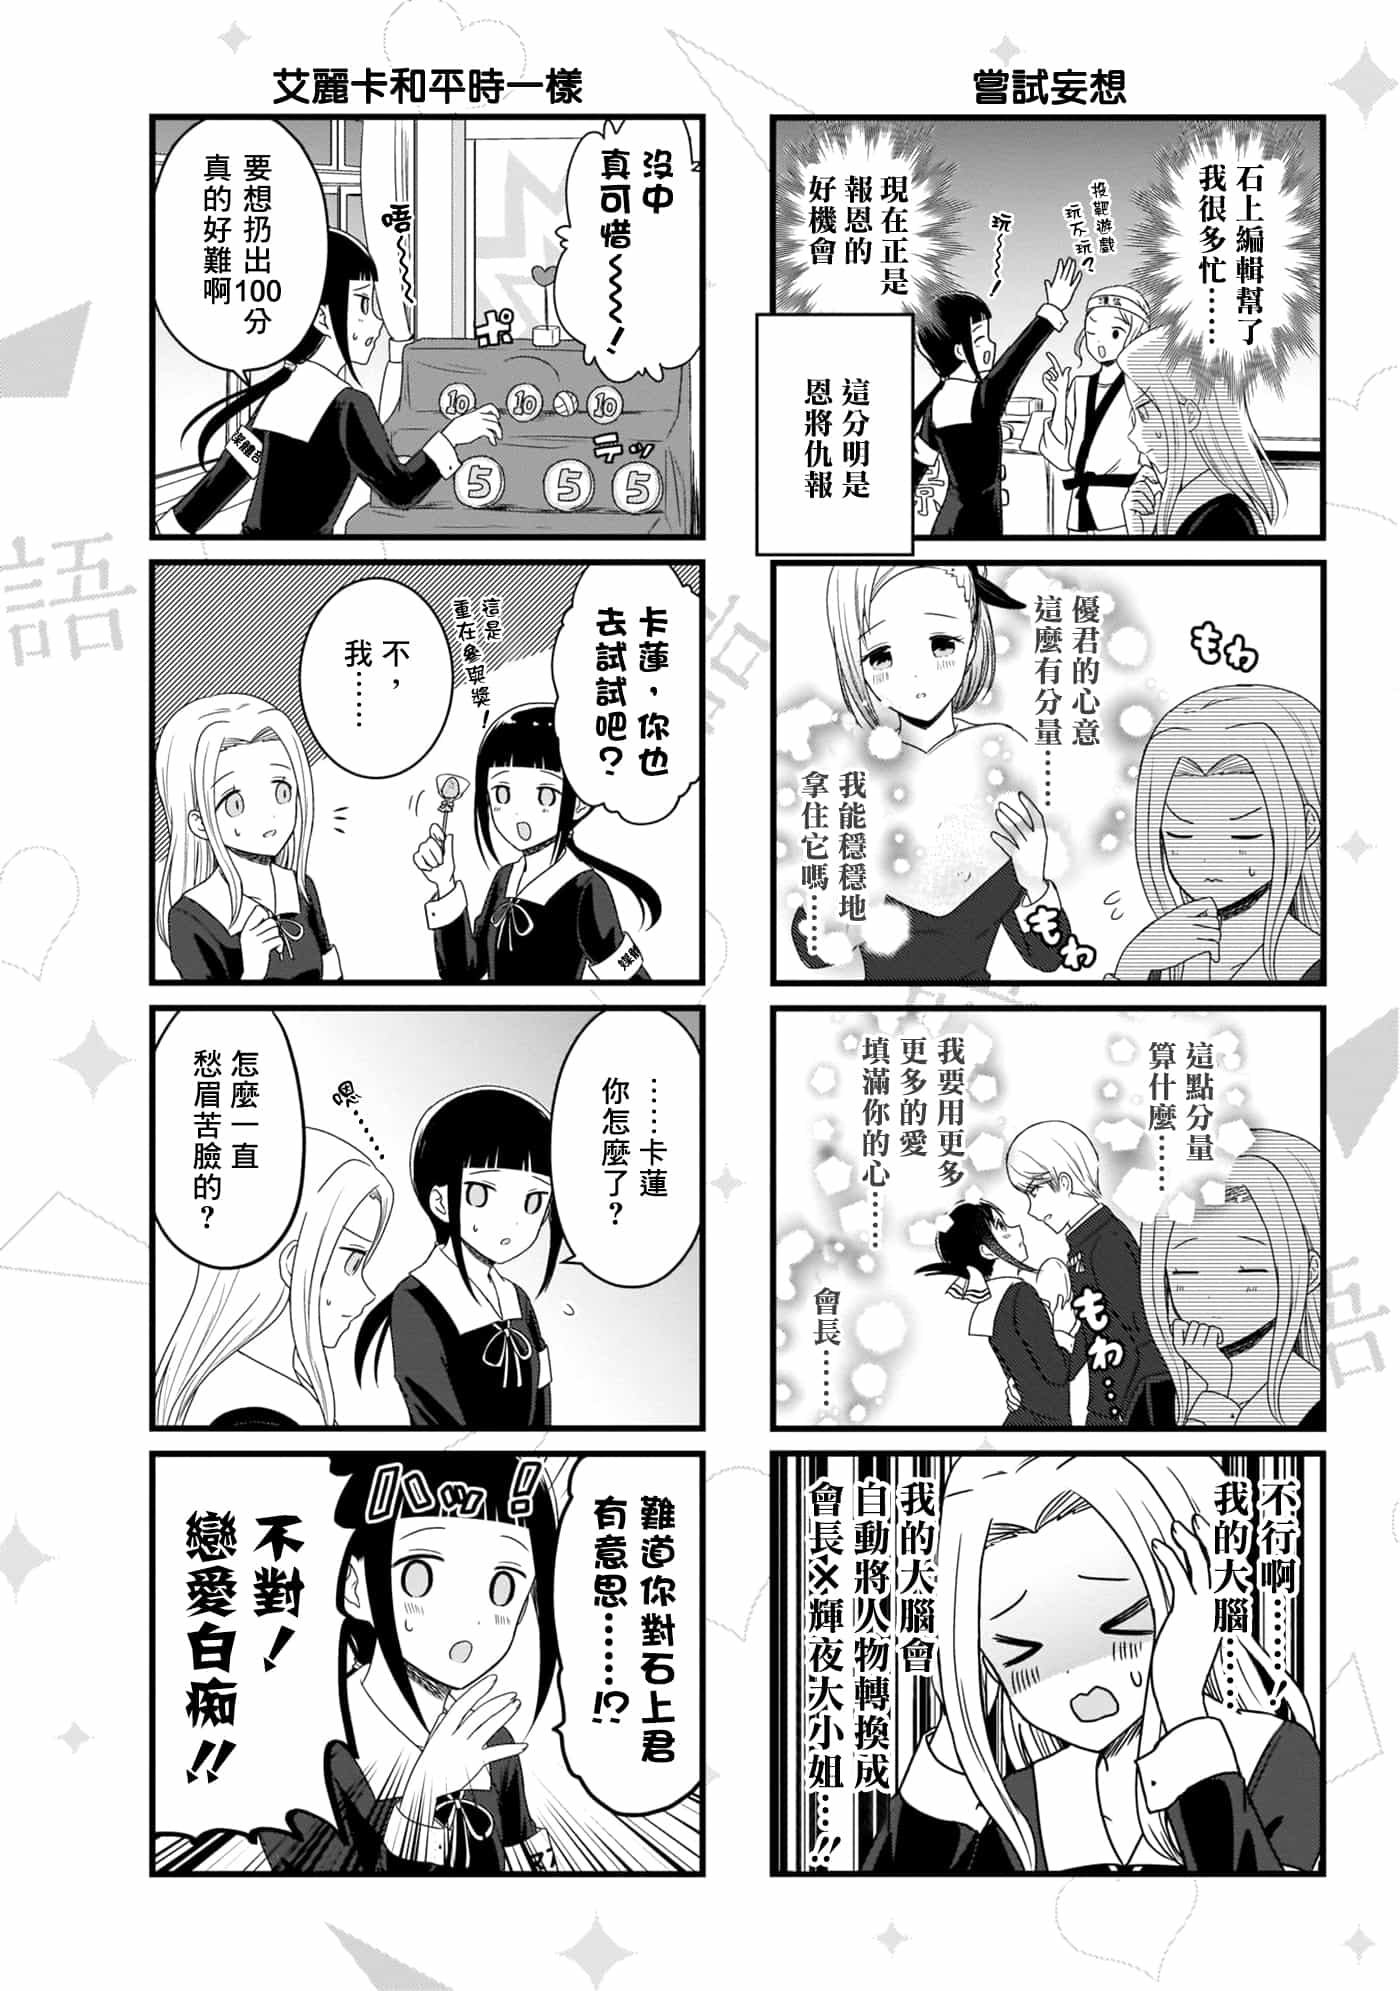 嘗試妄想
石上編輯幫了
我很多忙……
投靶遊戲
玩不玩？
玩～！
現在正是
報恩的
好機會
這分明是
恩將仇報
もわ
優君的心意
這麼有分量……
我能穩穩地
拿住它嗎……
もわ
這點分量
算什麼……
我要用更多
更多的愛
填滿你的心……
會長……
もわ…
不行啊……！
我的大腦…
我的大腦會
自動將人物轉換成
會長×輝夜大小姐…!!
艾麗卡和平時一樣
沒中
真可惜～～～！
唔～
要想扔出100分
真的好難啊
ポ
テッ
10
10
10
5
5
5
卡蓮，你也
去試試吧？
這是
重在參與獎！
不，
我……
……卡蓮
你怎麼了？
嗯……
怎麼一直
愁眉苦臉的？
難道你對石上君
有意思……!?
不對！
戀愛白痴!!
語